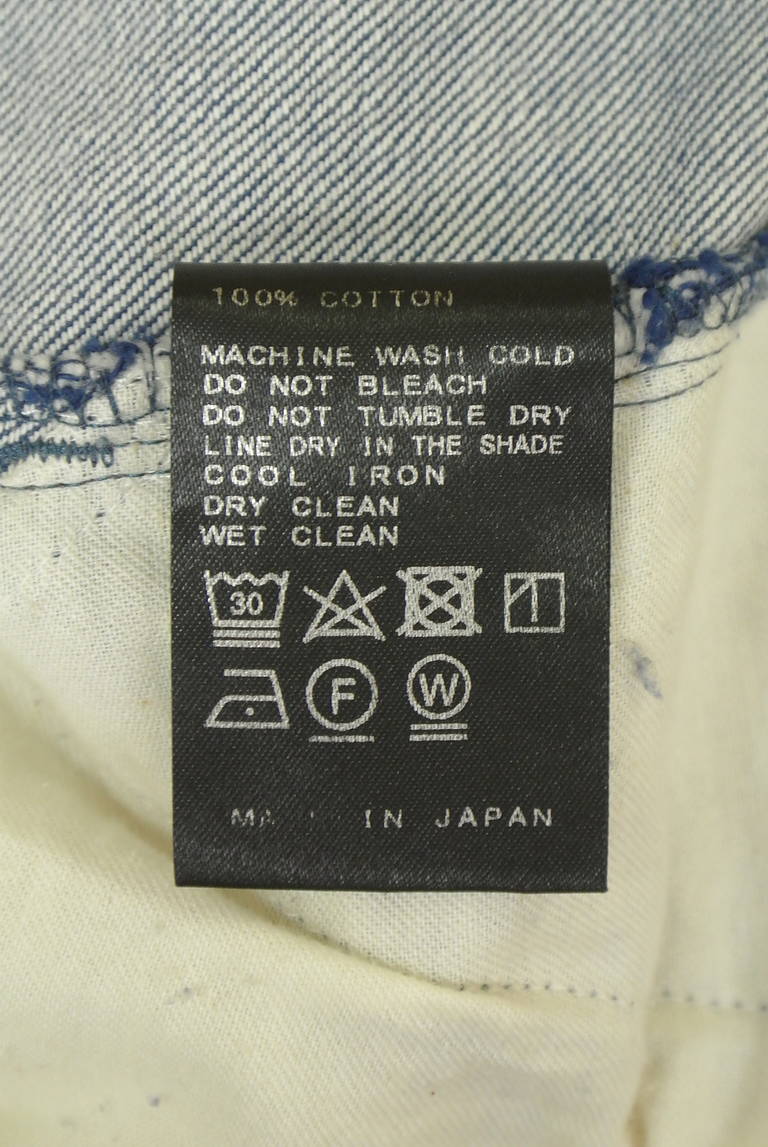 100% COTTON
MACHINE WASH COLD
DO NOT BLEACH
DO NOT TUMBLE DRY
LINE DRY IN THE SHADE
COOL IRON
DRY CLEAN
WET CLEAN
30
F W
IN JAPAN